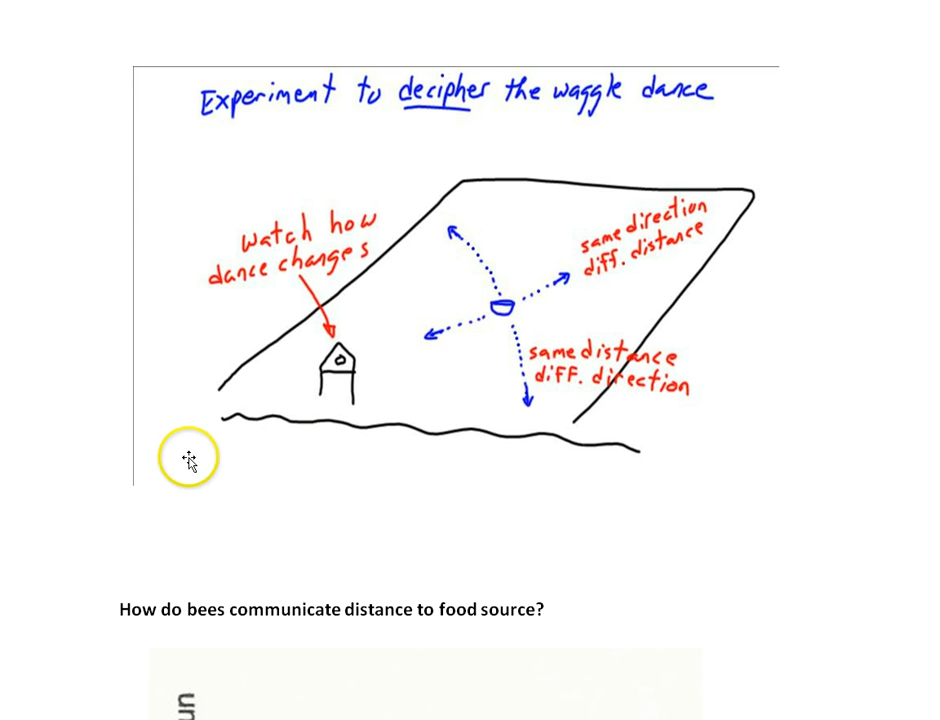 Experiment to decipher the waggle dance
watch how
dance changes
same direction
diff. distance
same distance
diff. direction
How do bees communicate distance to food source?
un